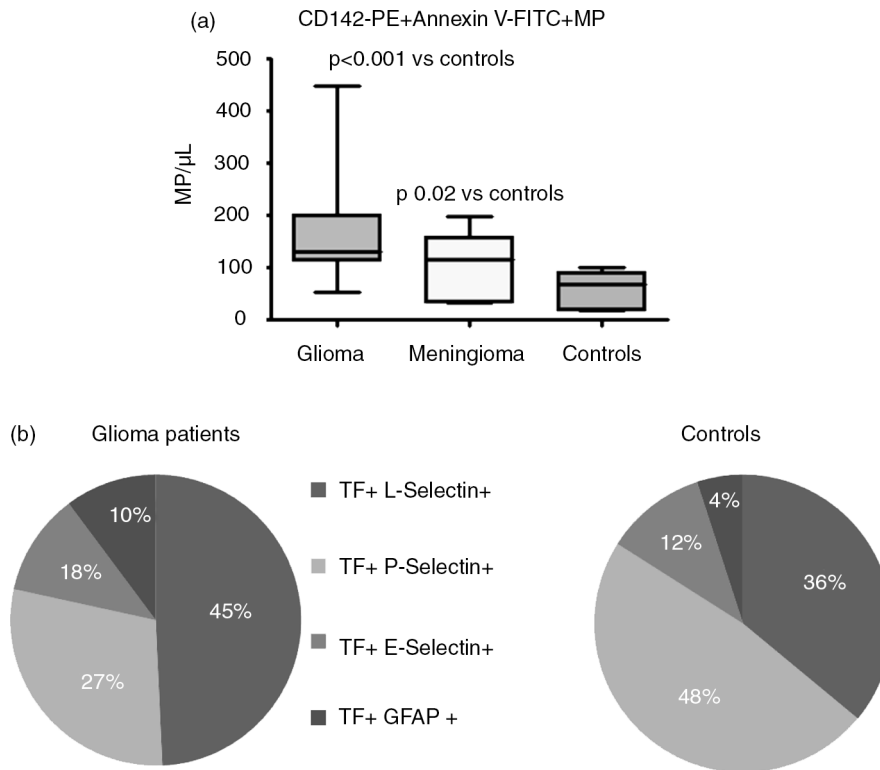 (a) CD142-PE+Annexin V-FITC+MP
500
p<0.001 vs controls
400
300
MP/µL
p 0.02 vs controls
200
100
0
Glioma Meningioma Controls
(b) Glioma patients Controls
TF+ L-Selectin+
TF+ P-Selectin+
TF+ E-Selectin+
TF+ GFAP +
10%
18%
45%
27%
4%
12%
36%
48%